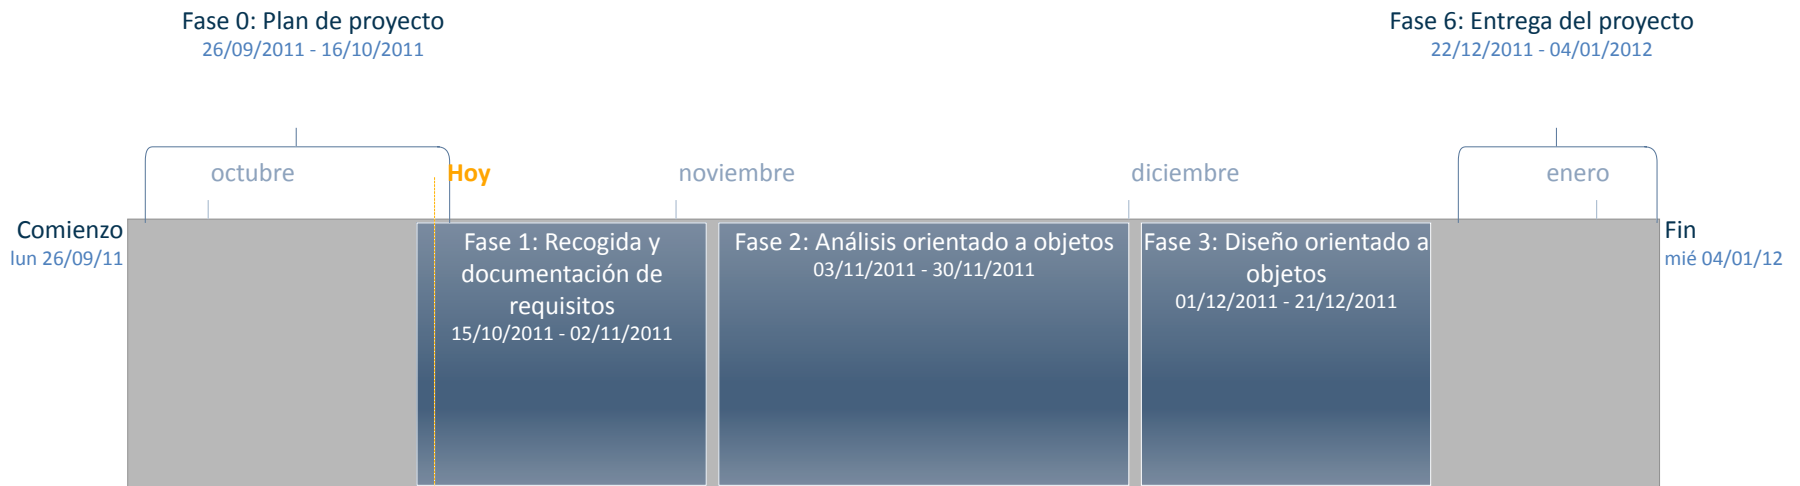 Fase 0: Plan de proyecto
26/09/2011 - 16/10/2011
Fase 6: Entrega del proyecto
22/12/2011 - 04/01/2012
octubre
Hoy
noviembre
diciembre
enero
Comienzo
lun 26/09/11
Fase 1: Recogida y
documentación de
requisitos
15/10/2011 - 02/11/2011
Fase 2: Análisis orientado a objetos
03/11/2011 - 30/11/2011
Fase 3: Diseño orientado a
objetos
01/12/2011 - 21/12/2011
Fin
mié 04/01/12